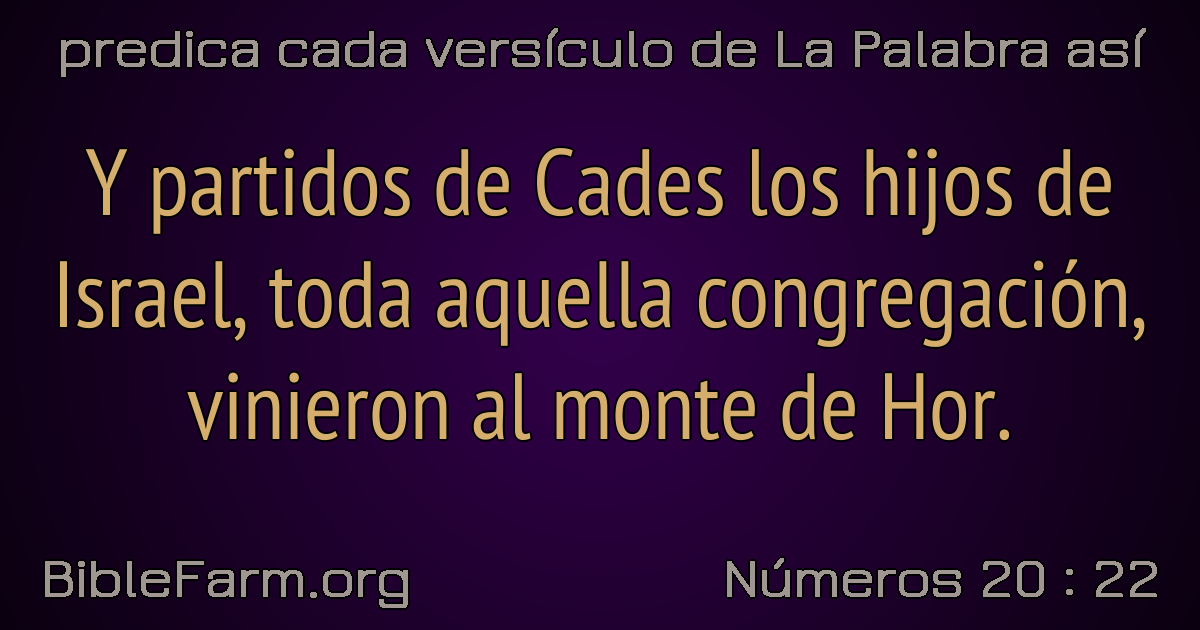 predica cada versículo de La Palabra así
Y partidos de Cades los hijos de
Israel, toda aquella congregación,
vinieron al monte de Hor.
BibleFarm.org
Números 20 : 22